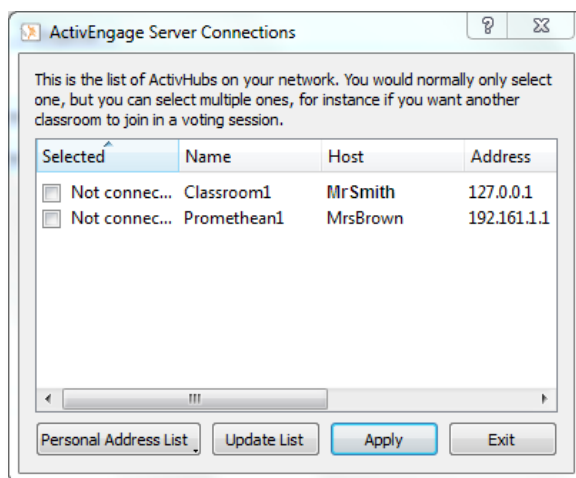 ActivEngage Server Connections
This is the list of ActivHubs on your network. You would normally only select
one, but you can select multiple ones, for instance if you want another
classroom to join in a voting session.
Selected Name Host Address
Not connec... Classroom1 MrSmith 127.0.0.1
Not connec... Promethean1 MrsBrown 192.161.1.1
Personal Address List Update List Apply Exit